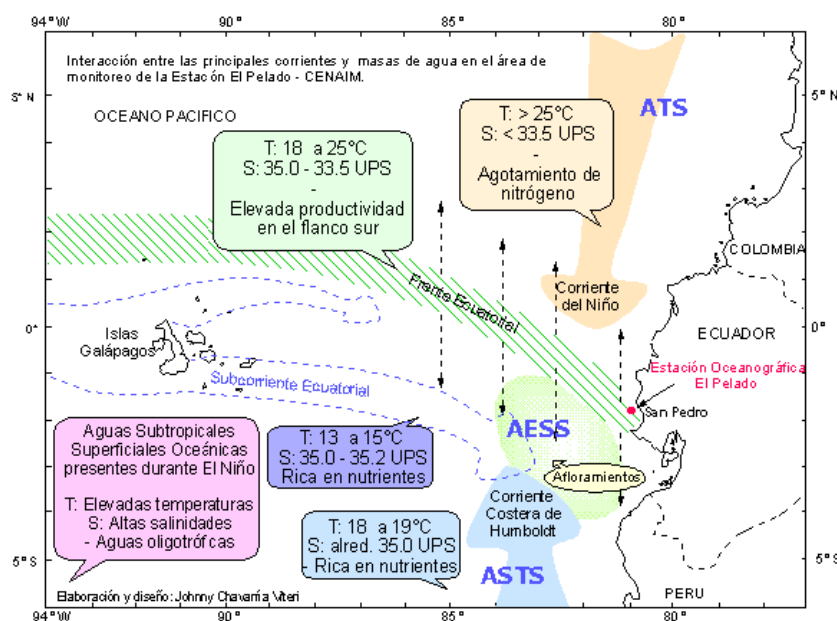 94°W
90°
85°
80°
Interacción entre las principales corrientes y masas de agua en el área de
monitoreo de la Estación El Pelado - CENAIM.
5° N
5° N
OCEANO PACIFICO
ATS
T: > 25°C
S: < 33.5 UPS
-
Agotamiento de
nitrógeno
T: 18 a 25°C
S: 35.0 - 33.5 UPS
-
Elevada productividad
en el flanco sur
COLOMBIA
Frente Ecuatorial
Corriente
del Niño
0°
0°
Islas
Galápagos
ECUADOR
Estación Oceanográfica
El Pelado
Subcorriente Ecuatorial
San Pedro
AESS
Aguas Subtropicales
Superficiales Oceánicas
presentes durante El Niño
T: Elevadas temperaturas
S: Altas salinidades
- Aguas oligotrófcas
T: 13 a 15°C
S: 35.0 - 35.2 UPS
Rica en nutrientes
Afloramientos
Corriente
Costera de
Humboldt
T: 18 a 19°C
S: alred. 35.0 UPS
- Rica en nutrientes
5° S
5° S
ASTS
PERU
Elaboración y diseño: Johnny Chavarría Viteri
94°W
90°
85°
80°